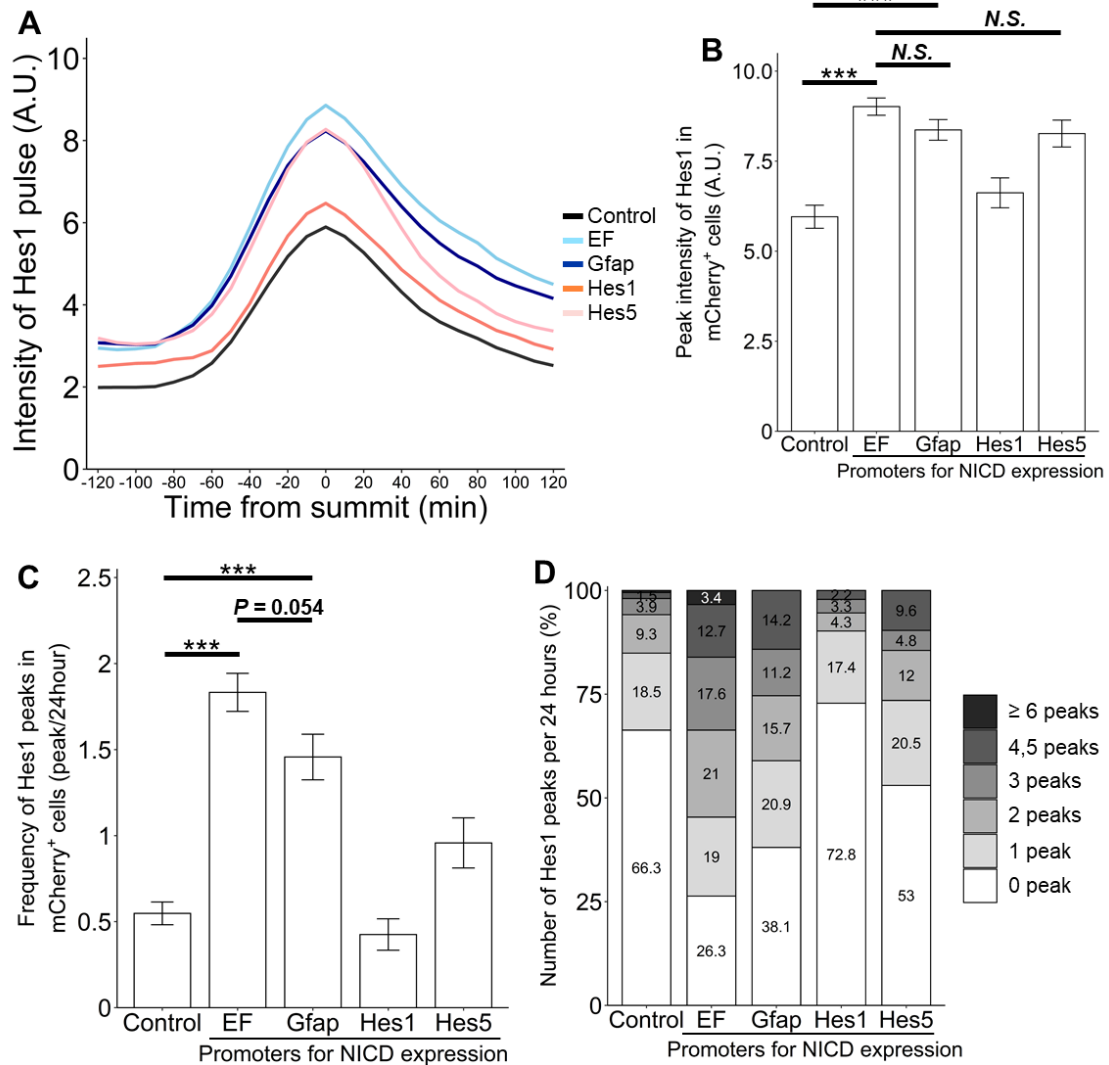 A
Intensity of Hes1 pulse (A.U.)
10
8
6
4
2
0
-120 -100 -80 -60 -40 -20 0 20 40 60 80 100 120
Time from summit (min)
Control
EF
Gfap
Hes1
Hes5
B
N.S.
N.S.
***
Peak intensity of Hes1 in
mCherry+ cells (A.U.)
10.0
7.5
5.0
2.5
0
Control EF Gfap Hes1 Hes5
Promoters for NICD expression
C
Frequency of Hes1 peaks in
mCherry+ cells (peak/24hour)
2.5
2
1.5
1
0.5
0
***
P = 0.054
***
Control EF Gfap Hes1 Hes5
Promoters for NICD expression
D
Number of Hes1 peaks per 24 hours (%)
100
75
50
25
0
1.5
3.9
9.3
18.5
66.3
3.4
12.7
17.6
21
19
26.3
14.2
11.2
15.7
20.9
38.1
2.2
3.3
4.3
17.4
72.8
9.6
4.8
12
20.5
53
Control EF Gfap Hes1 Hes5
Promoters for NICD expression
≥ 6 peaks
4,5 peaks
3 peaks
2 peaks
1 peak
0 peak